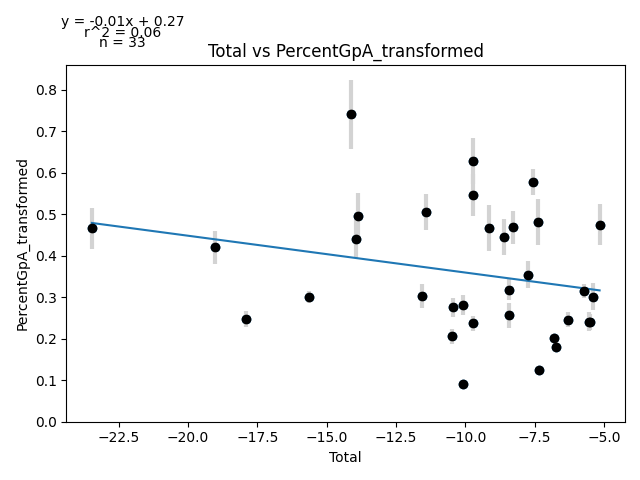 y = -0.01x + 0.27
r^2 = 0.06
n = 33
Total vs PercentGpA_transformed
PercentGpA_transformed
0.8
0.7
0.6
0.5
0.4
0.3
0.2
0.1
0.0
−22.5 −20.0 −17.5 −15.0 −12.5 −10.0 −7.5 −5.0
Total